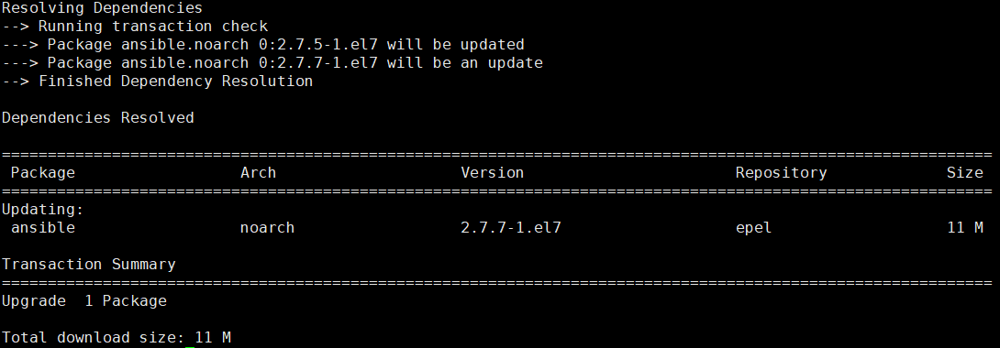 Resolving Dependencies
--> Running transaction check
---> Package ansible.noarch 0:2.7.5-1.el7 will be updated
---> Package ansible.noarch 0:2.7.7-1.el7 will be an update
--> Finished Dependency Resolution

Dependencies Resolved

============================================================================================================
 Package                  Arch                    Version                       Repository             Size
============================================================================================================
Updating:
 ansible                  noarch                  2.7.7-1.el7                   epel                   11 M

Transaction Summary
============================================================================================================
Upgrade  1 Package

Total download size: 11 M